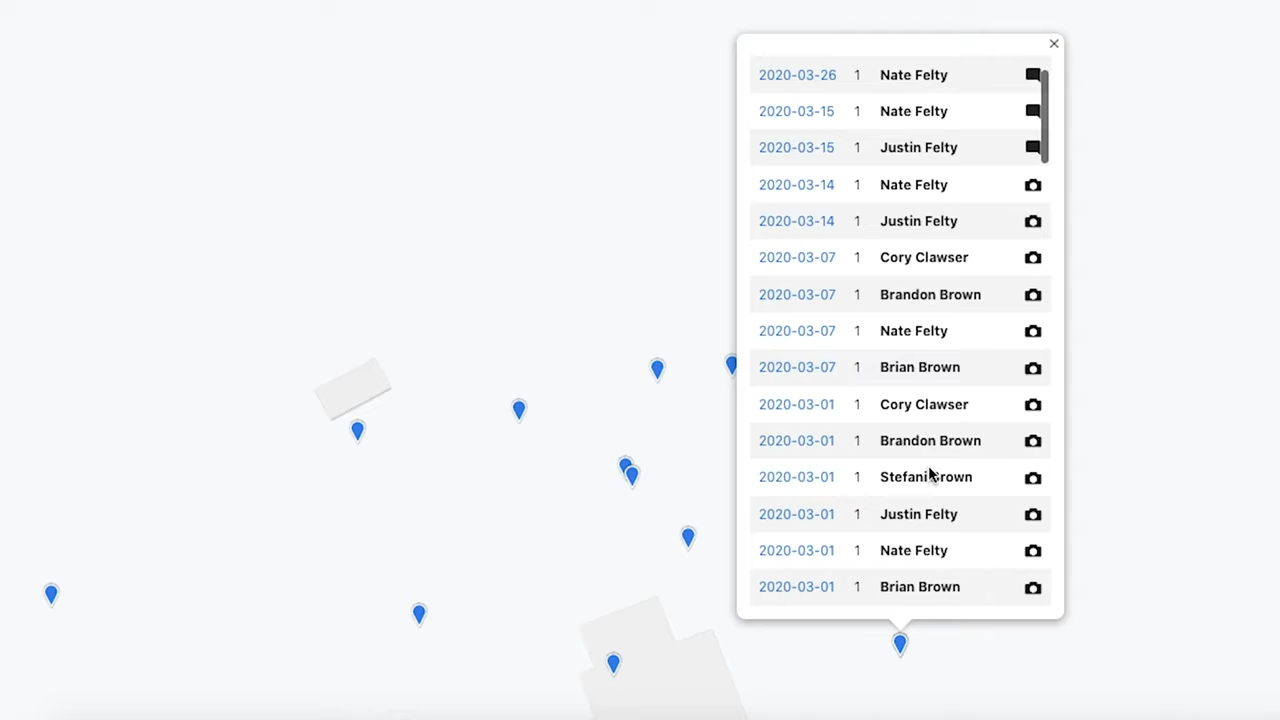 2020-03-26 1 Nate Felty
2020-03-15 1 Nate Felty
2020-03-15 1 Justin Felty
2020-03-14 1 Nate Felty
2020-03-14 1 Justin Felty
2020-03-07 1 Cory Clawser
2020-03-07 1 Brandon Brown
2020-03-07 1 Nate Felty
2020-03-07 1 Brian Brown
2020-03-01 1 Cory Clawser
2020-03-01 1 Brandon Brown
2020-03-01 1 Stefani Brown
2020-03-01 1 Justin Felty
2020-03-01 1 Nate Felty
2020-03-01 1 Brian Brown